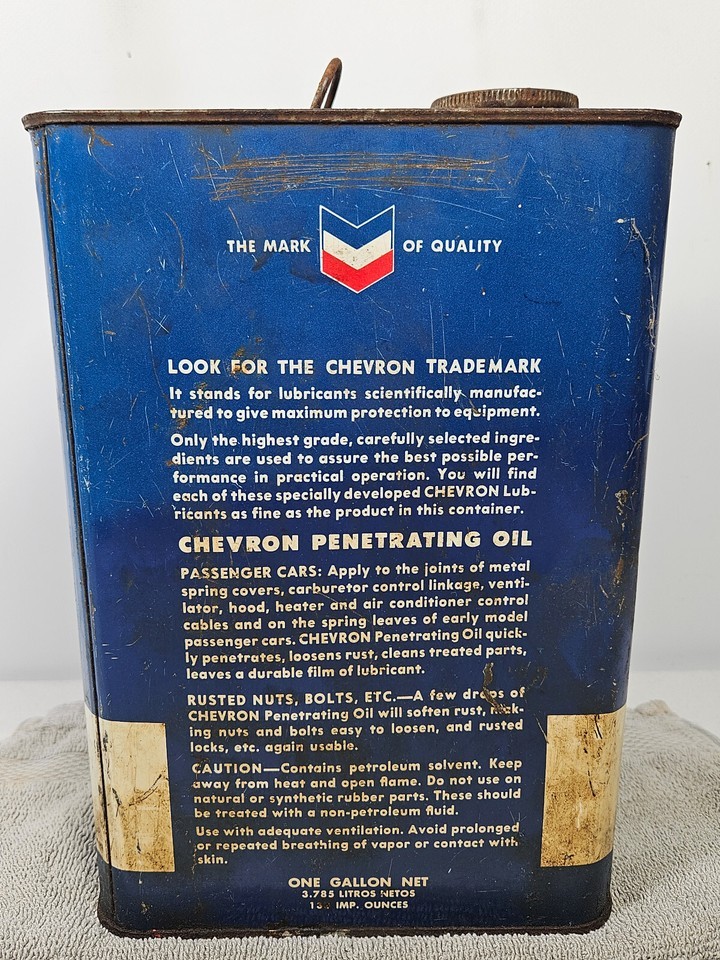 THE MARK OF QUALITY
LOOK FOR THE CHEVRON TRADEMARK
It stands for lubricants scientifically manufac-
tured to give maximum protection to equipment.
Only the highest grade, carefully selected ingre-
dients are used to assure the best possible per-
formance in practical operation. You will find
each of these specially developed CHEVRON Lub-
ricants as fine as the product in this container.
CHEVRON PENETRATING OIL
PASSENGER CARS: Apply to the joints of metal
spring covers, carburetor control linkage, venti-
lator, hood, heater and air conditioner control
cables and on the spring leaves of early model
passenger cars. CHEVRON Penetrating Oil quick-
ly penetrates, loosens rust, cleans treated parts,
leaves a durable film of lubricant.
RUSTED NUTS, BOLTS, ETC.—A few drops of
CHEVRON Penetrating Oil will soften rust,
ing nuts and bolts easy to loosen, and rusted
locks, etc. again usable.
CAUTION—Contains petroleum solvent. Keep
away from heat and open flame. Do not use on
natural or synthetic rubber parts. These should
be treated with a non-petroleum fluid.
Use with adequate ventilation. Avoid prolonged
or repeated breathing of vapor or contact with
skin.
ONE GALLON NET
3.785 LITROS NETOS
IMP. OUNCES